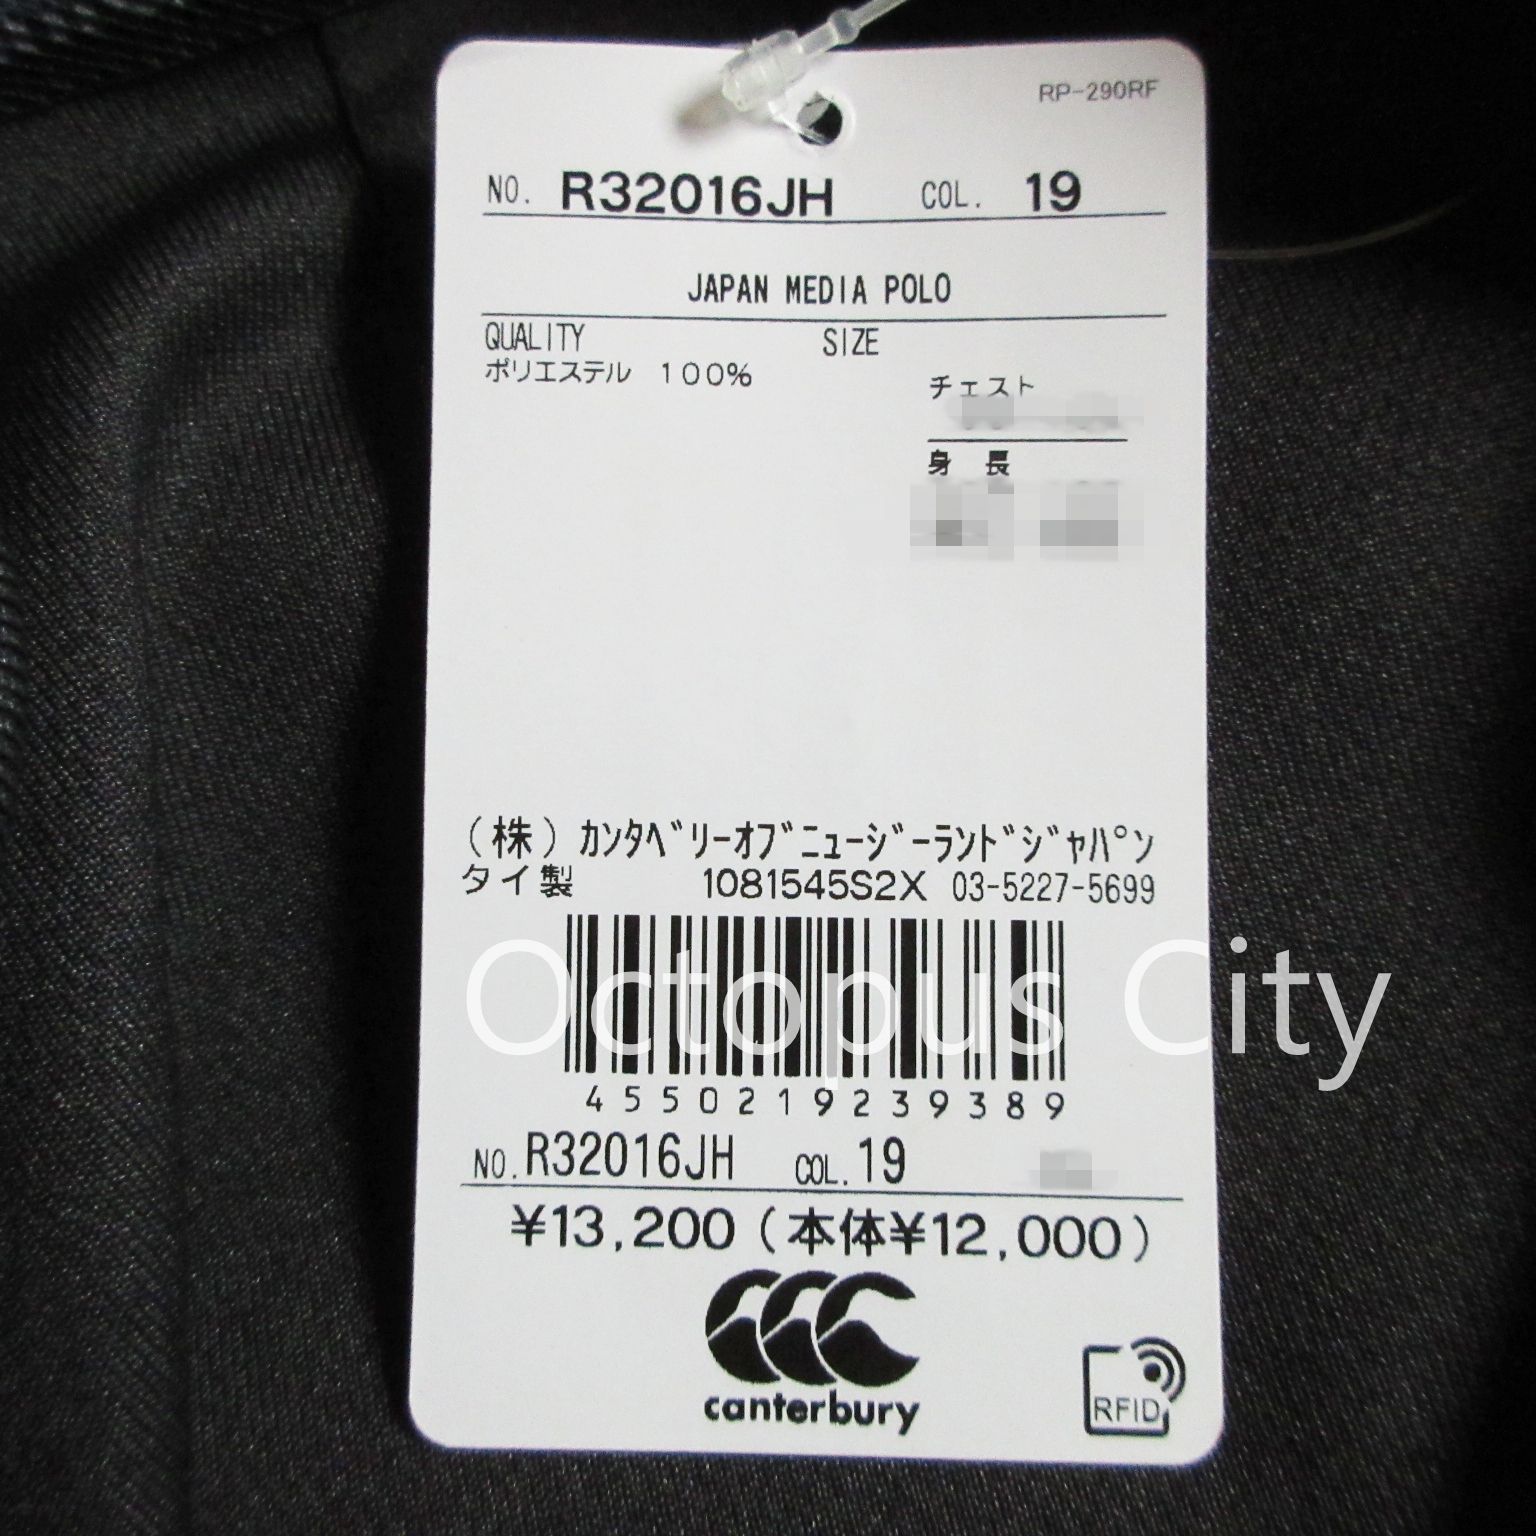 RP-290RF
NO. R32016JH COL. 19
JAPAN MEDIA POLO
QUALITY SIZE
ポリエステル 100%
チェスト
身 長
(株) ｶﾝﾀﾍﾞﾘｰｵﾌﾞﾆｭｰｼﾞｰﾗﾝﾄﾞｼﾞｬﾊﾟﾝ
タイ製 1081545S2X 03-5227-5699
Octopus City
4550219239389
NO. R32016JH COL. 19
¥13,200 (本体¥12,000)
canterbury
RFID